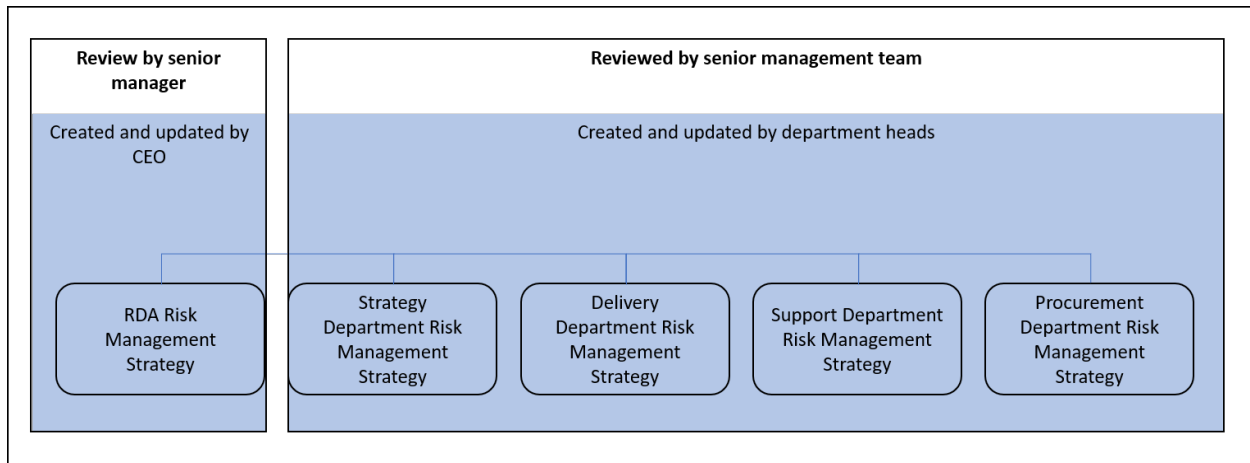 Review by senior
manager
Reviewed by senior management team
Created and updated by
CEO
Created and updated by department heads
RDA Risk
Management
Strategy
Strategy
Department Risk
Management
Strategy
Delivery
Department Risk
Management
Strategy
Support Department
Risk Management
Strategy
Procurement
Department Risk
Management
Strategy